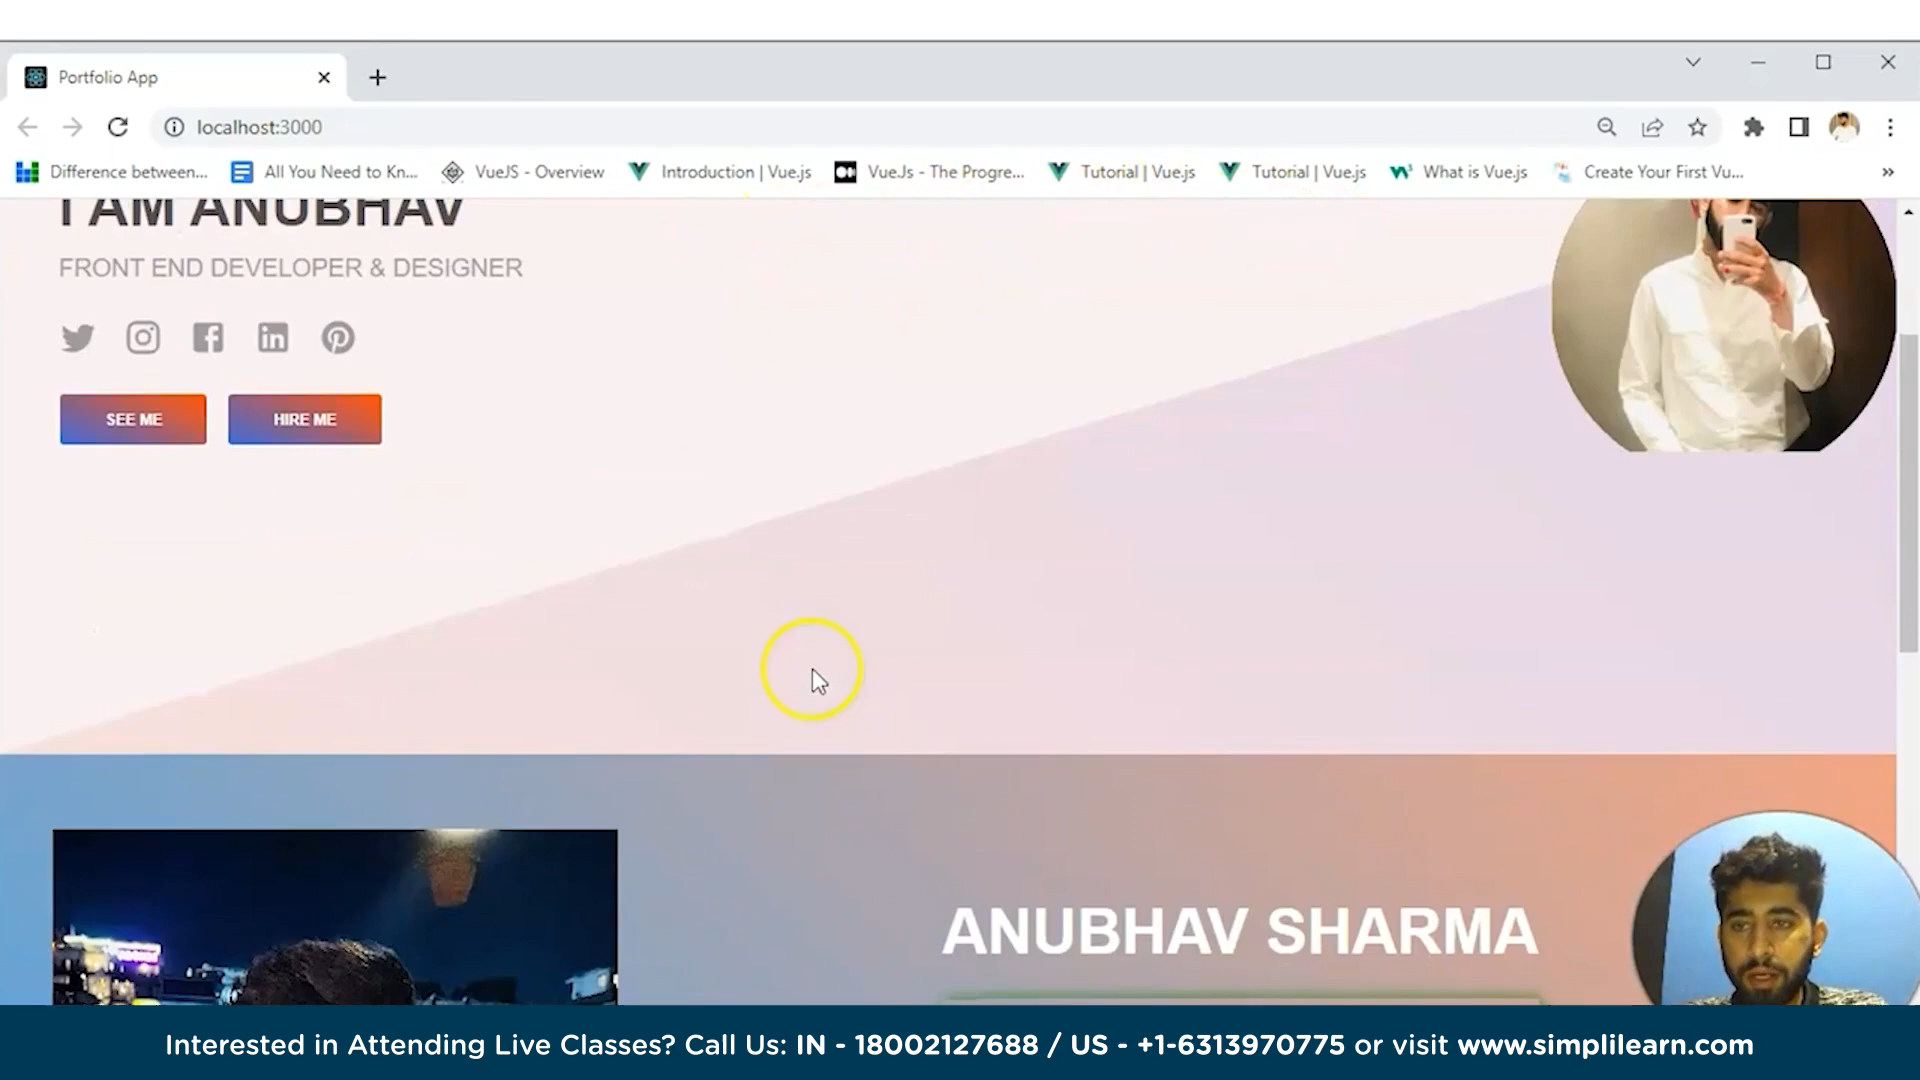 Portfolio App
localhost:3000
Difference between... All You Need to Kn... VueJS - Overview Introduction | Vue.js VueJs - The Progre... Tutorial | Vue.js Tutorial | Vue.js What is Vue.js Create Your First Vu... »
I AM ANUBHAV
FRONT END DEVELOPER & DESIGNER
SEE ME HIRE ME
ANUBHAV SHARMA
Interested in Attending Live Classes? Call Us: IN - 18002127688 / US - +1-6313970775 or visit www.simplilearn.com